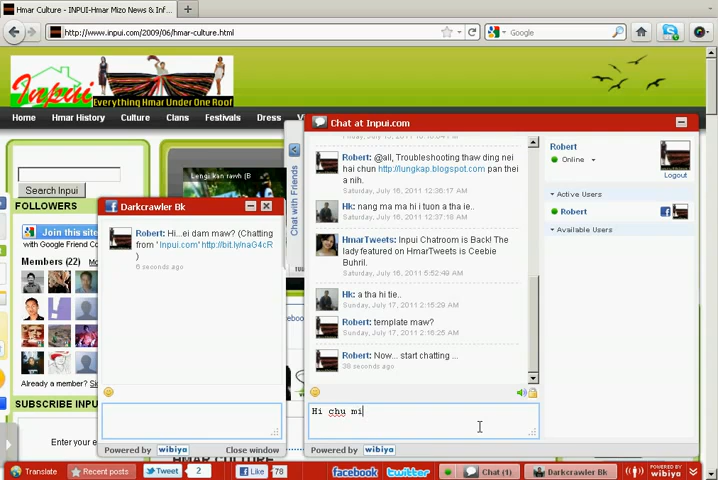 Hmar Culture - INPUI-Hmar Mizo News & Inf...
http://www.inpui.com/2009/06/hmar-culture.html
Google
Inpui
Everything Hmar Under One Roof
Home Hmar History Culture Clans Festivals Dress
Search Inpui
FOLLOWERS
Join this site
with Google Friend Co
Members (22)
Already a member?
SUBSCRIBE INPU
Enter your e
HMAR CULTURE
Lengi kan rawh (B
Chat with Friends
Darkcrawler Bk
Robert: Hi...ei dam maw? (Chatting
from 'Inpui.com' http://bit.ly/naG4cR
)
6 seconds ago
Powered by wibiya Close window
Chat at Inpui.com
Robert: @all, Troubleshooting thaw ding nei
hai chun http://lungkap.blogspot.com pan thei
a nih.
Saturday, July 16, 2011 12:36:17 AM
Hk: nang ma ma hi i tuon a tha ie..
Saturday, July 16, 2011 12:37:18 AM
HmarTweets: Inpui Chatroom is Back! The
lady featured on HmarTweets is Ceebie
Buhril.
Saturday, July 16, 2011 5:52:49 AM
Hk: a tha hi tie..
Sunday, July 17, 2011 2:15:29 AM
Robert: template maw?
Sunday, July 17, 2011 2:16:25 AM
Robert: Now... start chatting ...
38 seconds ago
Hi chu mi
Powered by wibiya
Robert
Online
Logout
Active Users
Robert
Available Users
Translate Recent posts Tweet 2 Like 78 facebook twitter Chat (1) Darkcrawler Bk POWERED BY wibiya